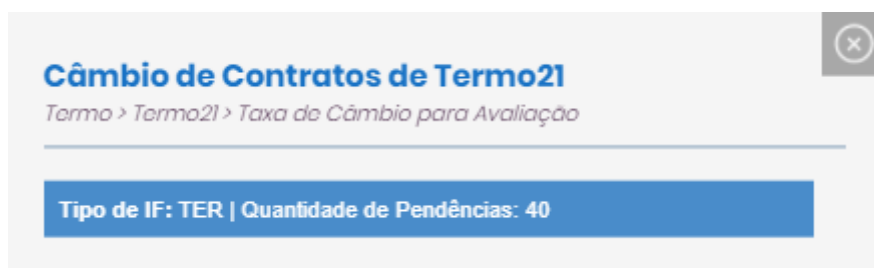 Câmbio de Contratos de Termo21
Termo > Termo21 > Taxa de Câmbio para Avaliação
Tipo de IF: TER | Quantidade de Pendências: 40